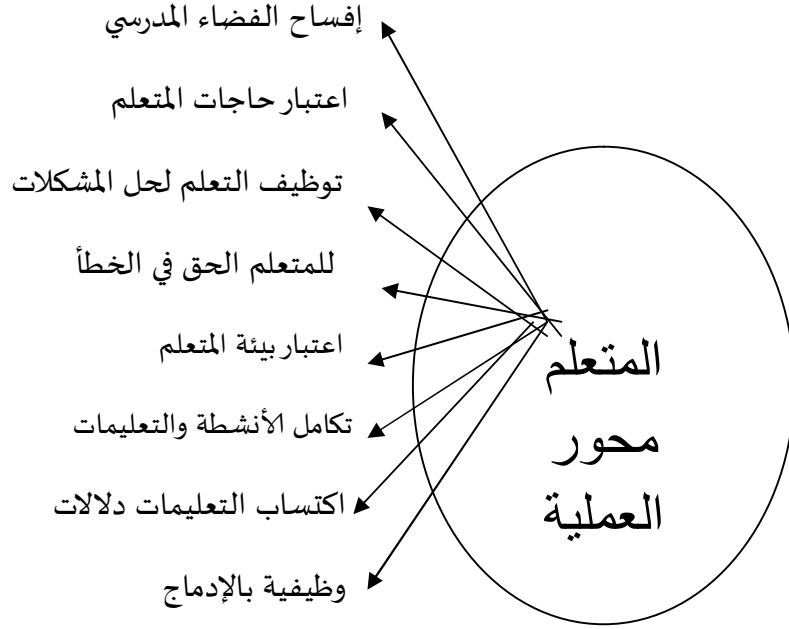 إفساح الفضاء المدرسي
اعتبار حاجات المتعلم
توظيف التعلم لحل المشكلات
للمتعلم الحق في الخطأ
اعتبار بيئة المتعلم
تكامل الأنشطة والتعليمات
اكتساب التعليمات دلالات
وظيفية بالإدماج
المتعلم
محور
العملية